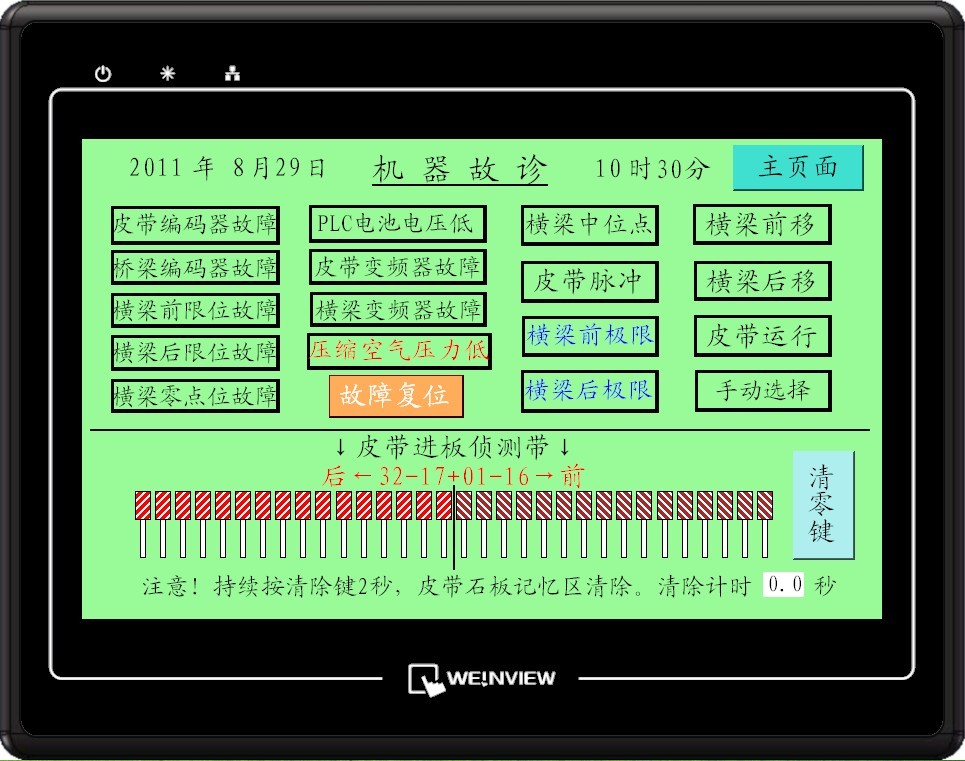 2011 年 8月29日 机器故诊 10时30分 主页面
皮带编码器故障 PLC电池电压低 横梁中位点 横梁前移
桥梁编码器故障 皮带变频器故障 皮带脉冲 横梁后移
横梁前限位故障 横梁变频器故障 横梁前极限 皮带运行
横梁后限位故障 压缩空气压力低 横梁后极限 手动选择
横梁零点位故障 故障复位
↓皮带进板侦测带↓
后←32-17+01-16→前
清零键
注意！持续按清除键2秒，皮带石板记忆区清除。清除计时 0.0 秒
WEINVIEW